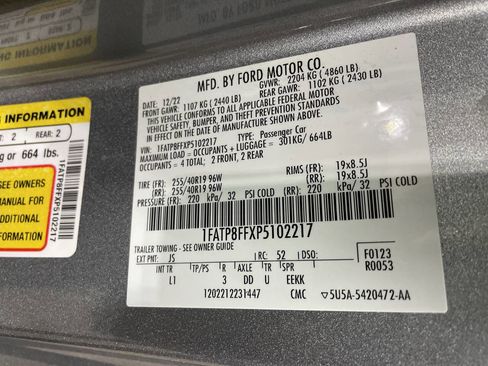 MFD. BY FORD MOTOR CO.
DATE: 12/22 GVWR: 2204 KG ( 4860 LB)
FRONT GAWR: 1107 KG ( 2440 LB) REAR GAWR: 1102 KG ( 2430 LB)
THIS VEHICLE CONFORMS TO ALL APPLICABLE FEDERAL MOTOR
VEHICLE SAFETY, BUMPER, AND THEFT PREVENTION STANDARDS
IN EFFECT ON THE DATE OF MANUFACTURE SHOWN ABOVE.
VIN: 1FATP8FFXP5102217 TYPE: Passenger Car
MAXIMUM LOAD = OCCUPANTS + LUGGAGE = 301KG / 664LB
OCCUPANTS = 4 TOTAL; 2 FRONT, 2 REAR
TIRE (FF): 255/40R19 96W RIMS (FF): 19x8.5J
(RR): 255/40R19 96W (RR): 19x8.5J
PRESSURE (FF): 220 kPa/ 32 PSI COLD (RR): 220 kPa/ 32 PSI COLD
1FATP8FFXP5102217
TRAILER TOWING - SEE OWNER GUIDE
EXT PNT: JS RC: 52 DSO: F0123
R0053
INT TR TP/PS R AXLE TR SPR
L1 3 DD U EEKK
1202212231447 CMC 5U5A-5420472-AA
G INFORMATION
NT: 2 REAR: 2
g or 664 lbs.
SEE OWNERS
MANUAL FOR
ADDITIONAL
FORMATION
1FATP8FFXP5102217